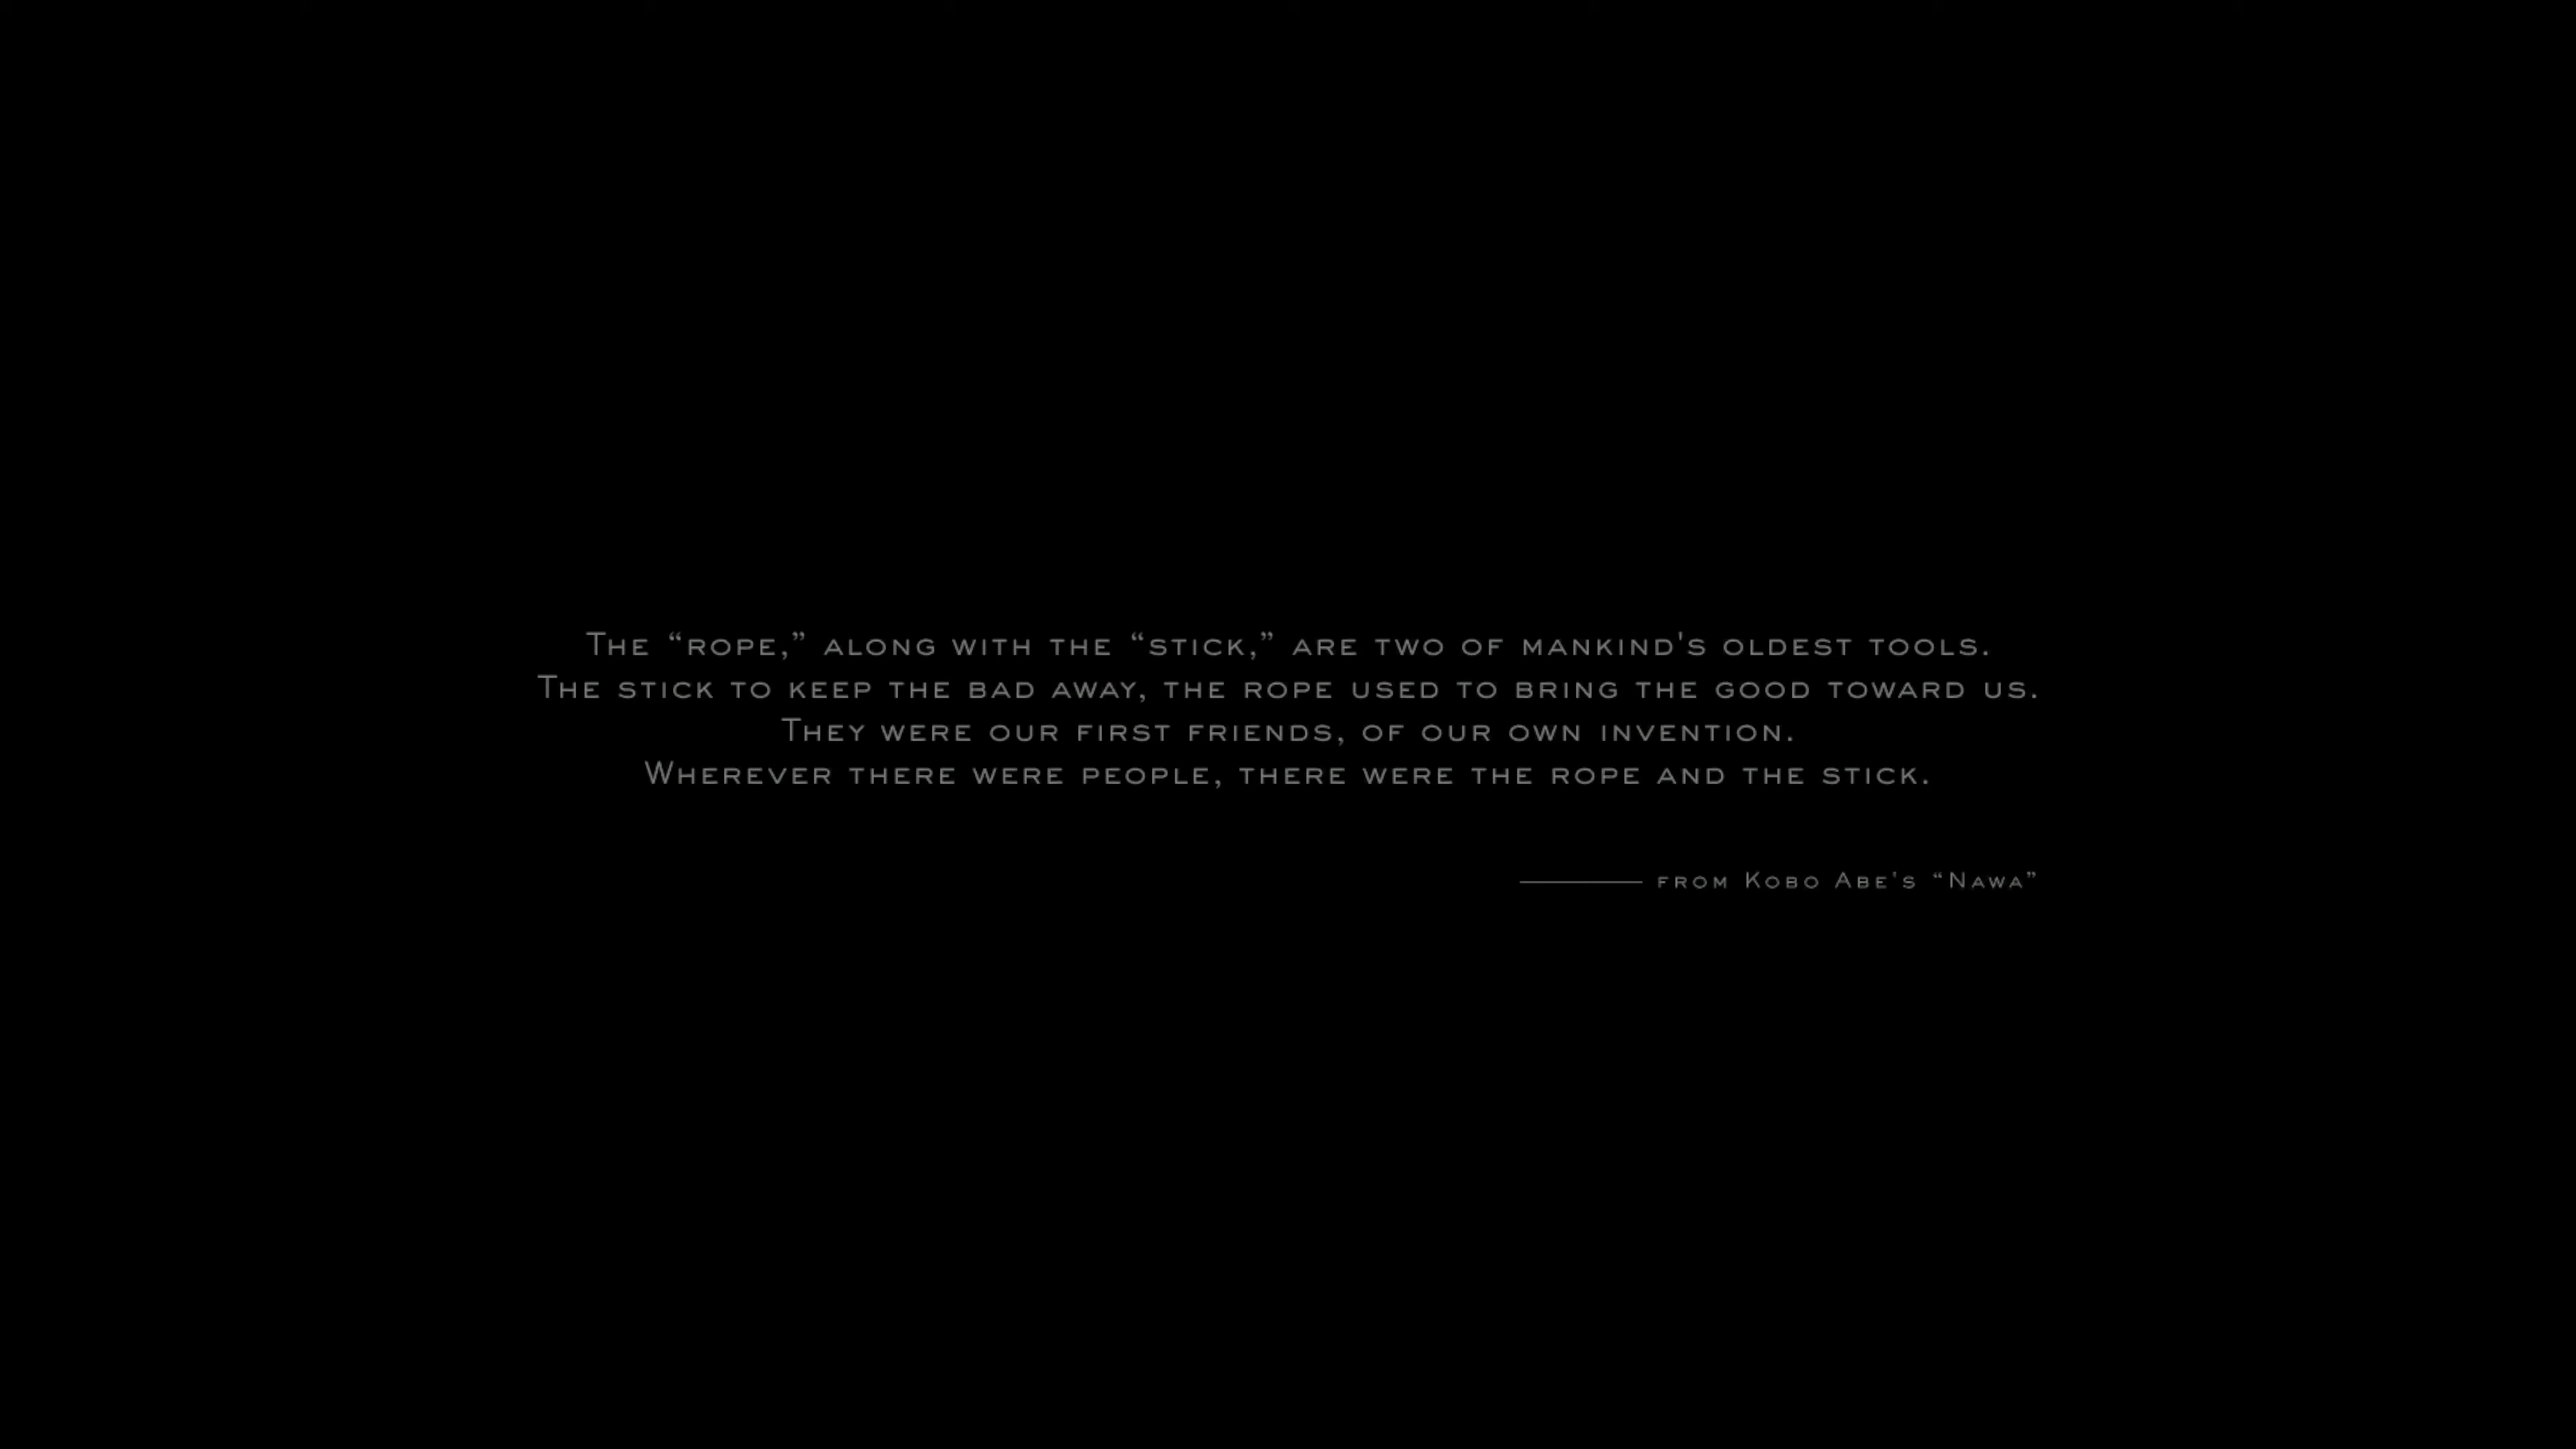 The “rope,” along with the “stick,” are two of mankind's oldest tools.
The stick to keep the bad away, the rope used to bring the good toward us.
They were our first friends, of our own invention.
Wherever there were people, there were the rope and the stick.
from Kobo Abe's “Nawa”